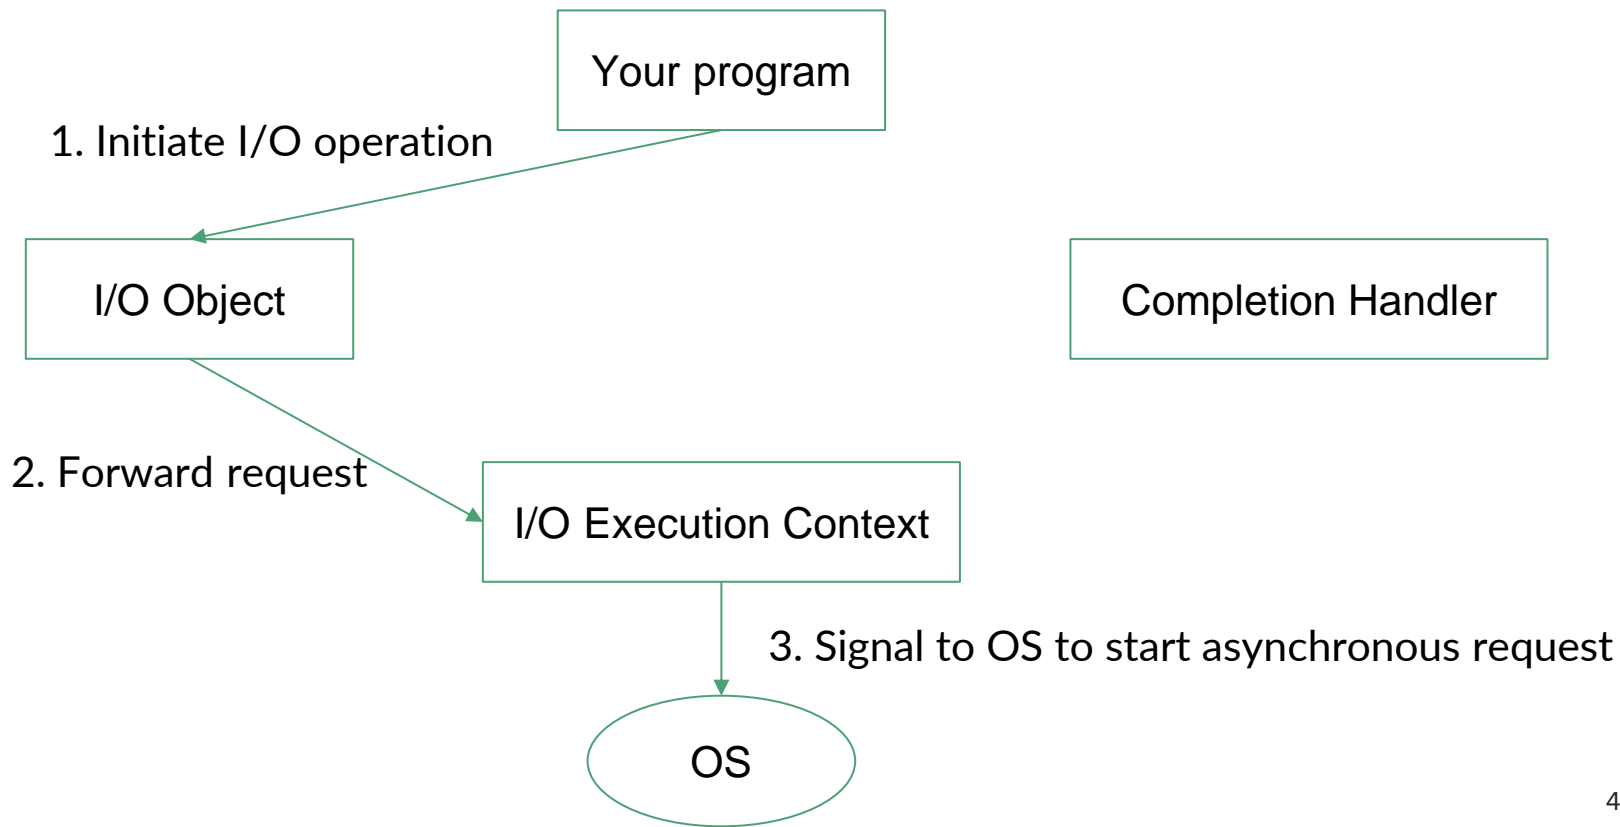 Your program
1. Initiate I/O operation
I/O Object
Completion Handler
2. Forward request
I/O Execution Context
3. Signal to OS to start asynchronous request
OS
4